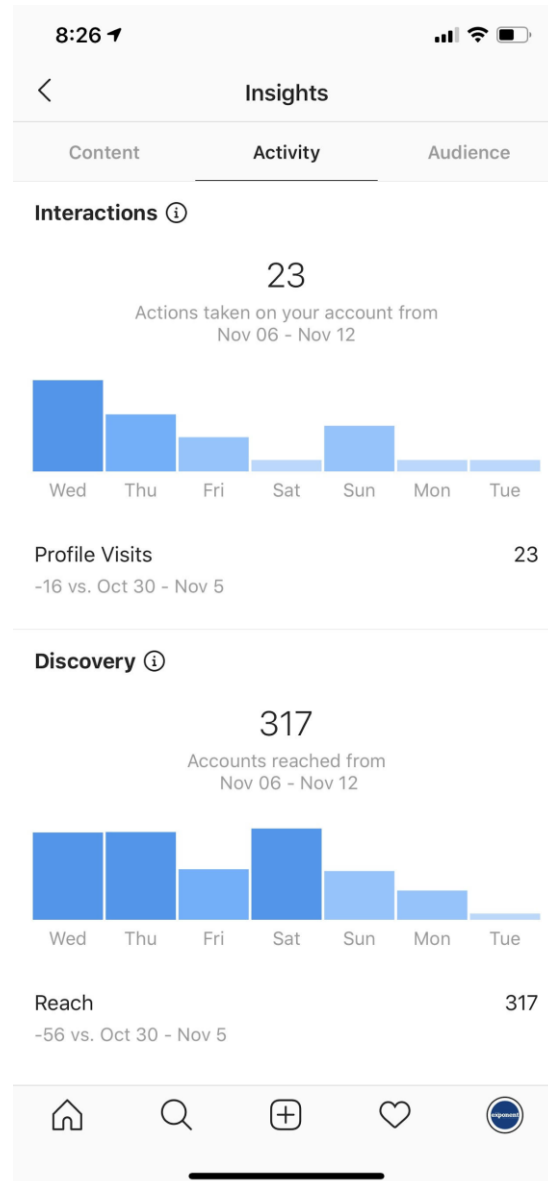 8:26
Insights
Content Activity Audience
Interactions
23
Actions taken on your account from
Nov 06 - Nov 12
Wed Thu Fri Sat Sun Mon Tue
Profile Visits 23
-16 vs. Oct 30 - Nov 5
Discovery
317
Accounts reached from
Nov 06 - Nov 12
Wed Thu Fri Sat Sun Mon Tue
Reach 317
-56 vs. Oct 30 - Nov 5
exponent